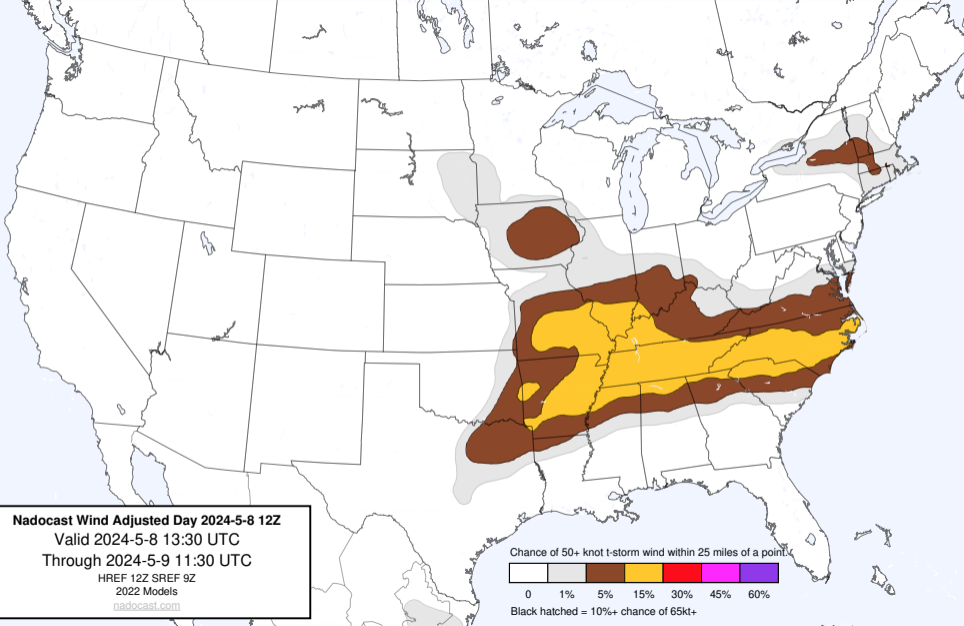 Nadocast Wind Adjusted Day 2024-5-8 12Z
Valid 2024-5-8 13:30 UTC
Through 2024-5-9 11:30 UTC
HREF 12Z SREF 9Z
2022 Models
nadocast.com
Chance of 50+ knot t-storm wind within 25 miles of a point.
0 1% 5% 15% 30% 45% 60%
Black hatched = 10%+ chance of 65kt+